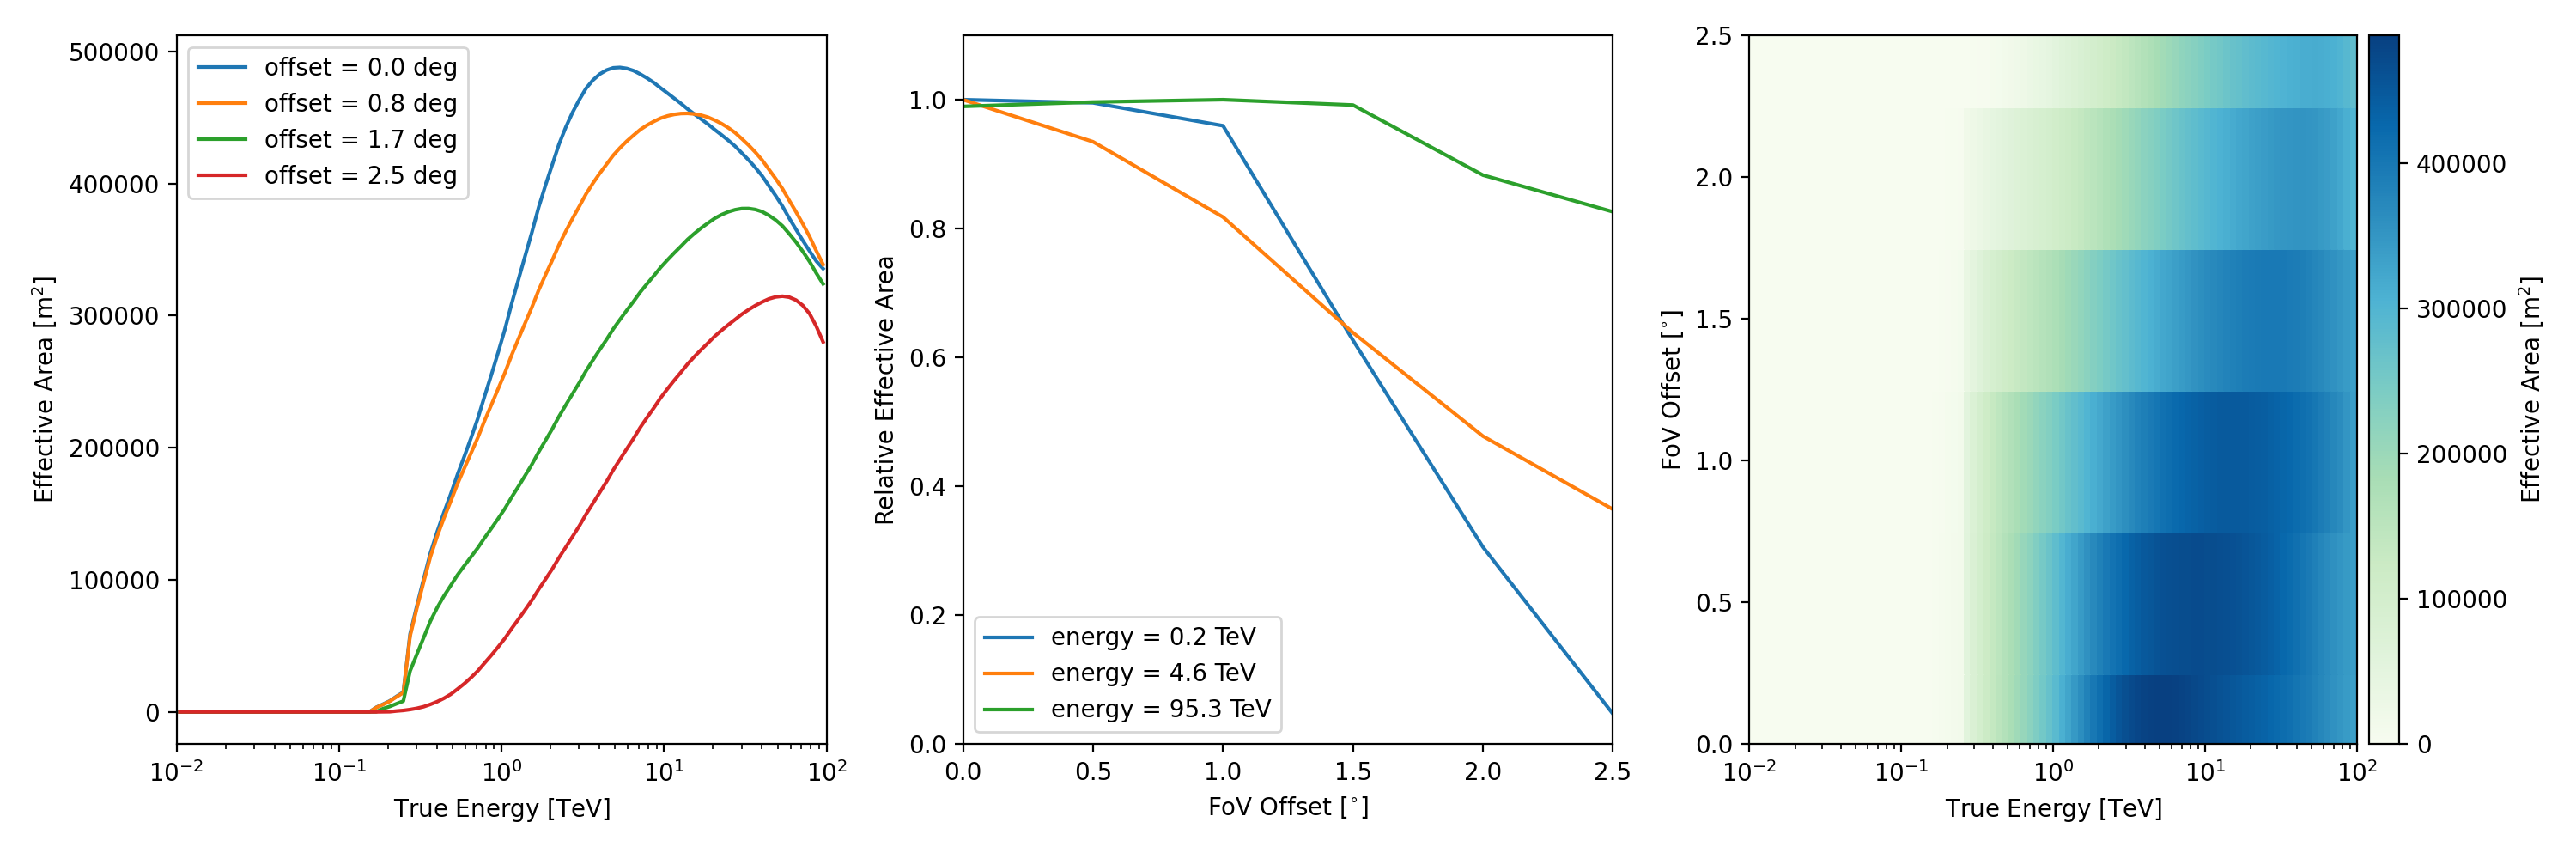 500000
400000
300000
200000
100000
0
Effective Area [m²]
offset = 0.0 deg
offset = 0.8 deg
offset = 1.7 deg
offset = 2.5 deg
10⁻² 10⁻¹ 10⁰ 10¹ 10²
True Energy [TeV]
1.0
0.8
0.6
0.4
0.2
0.0
Relative Effective Area
energy = 0.2 TeV
energy = 4.6 TeV
energy = 95.3 TeV
0.0 0.5 1.0 1.5 2.0 2.5
FoV Offset [°]
2.5
2.0
1.5
1.0
0.5
0.0
FoV Offset [°]
10⁻² 10⁻¹ 10⁰ 10¹ 10²
True Energy [TeV]
400000
300000
200000
100000
0
Effective Area [m²]